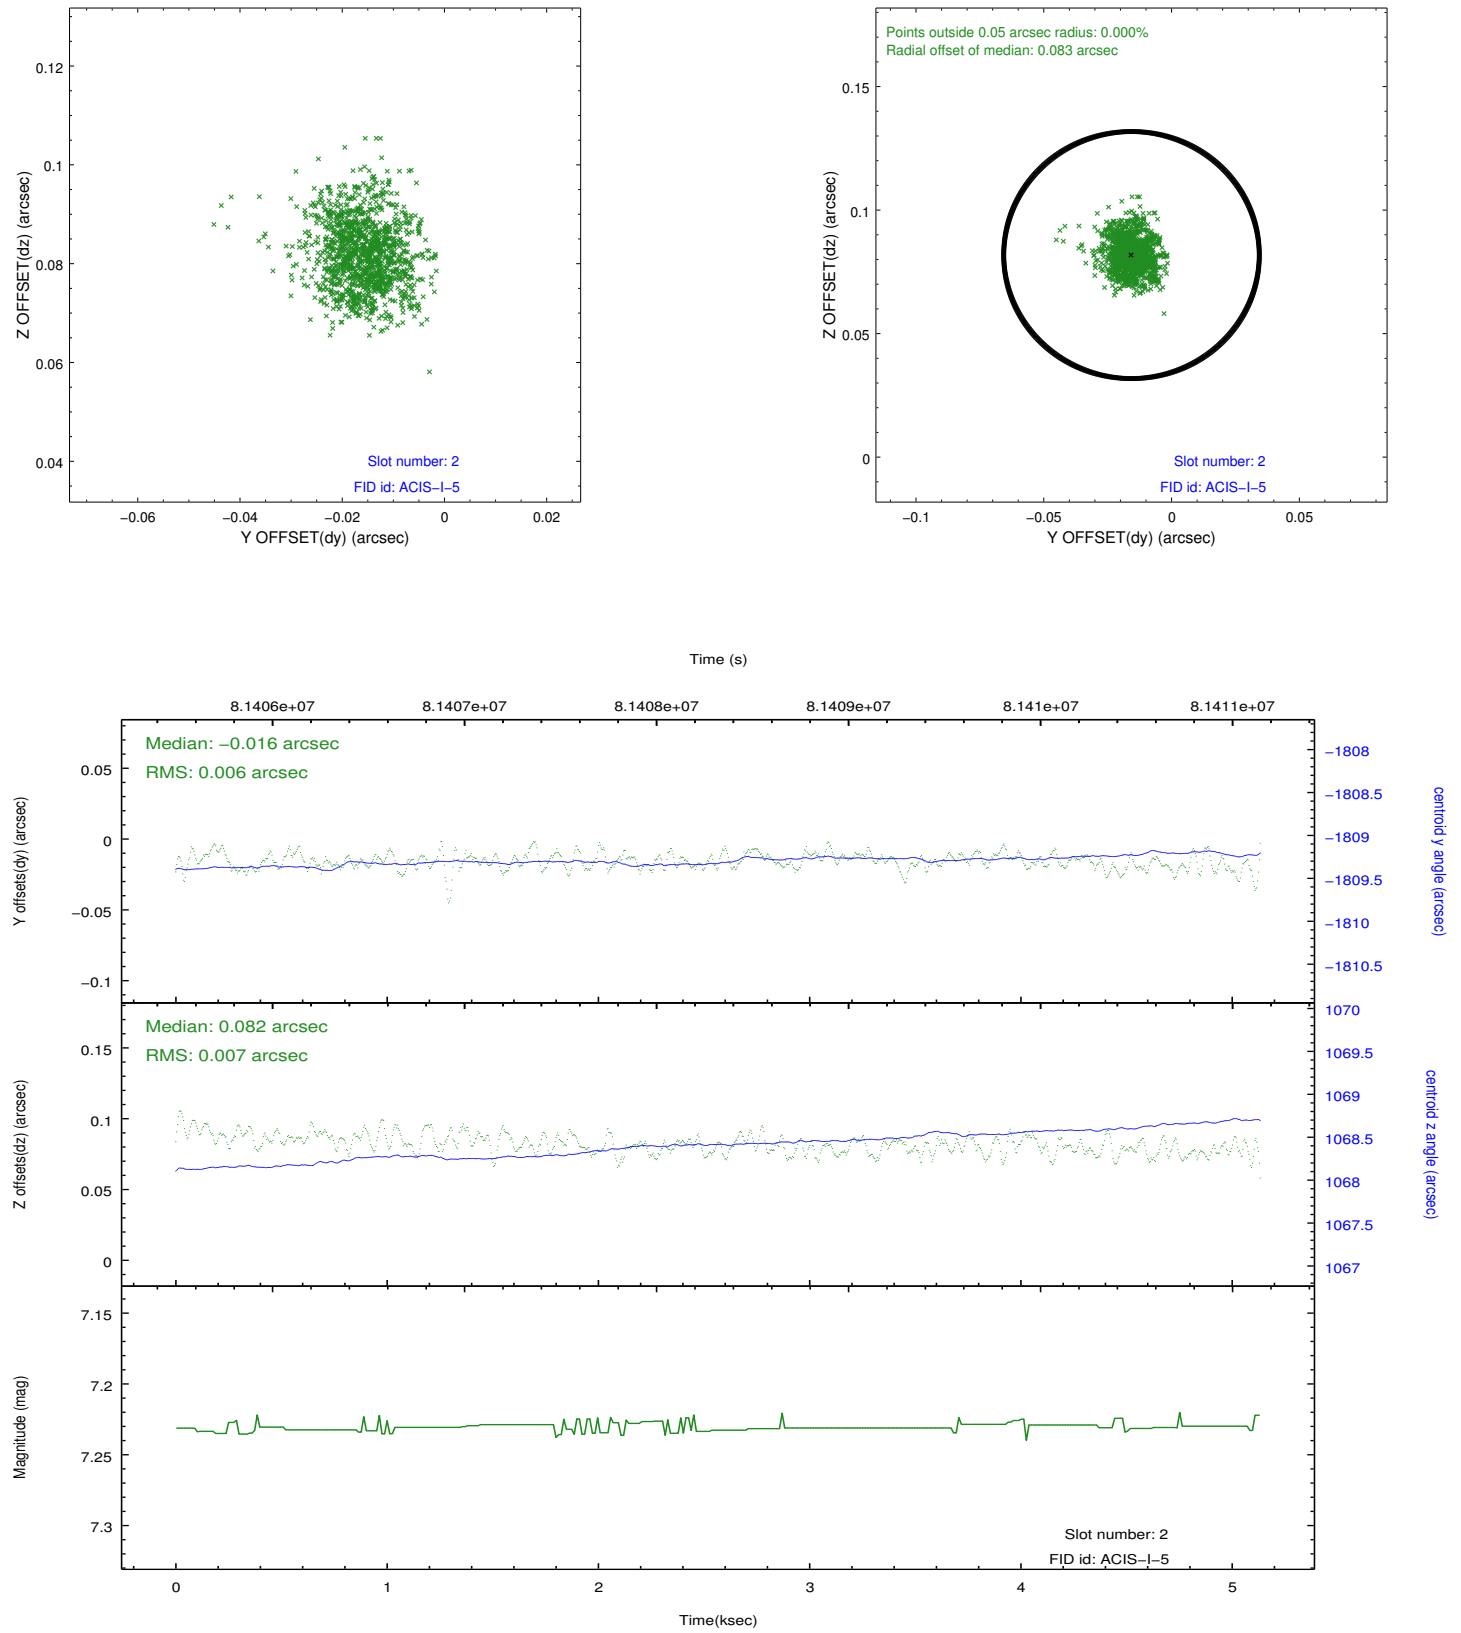 0.12
0.1
0.08
0.06
0.04
Z OFFSET(dz) (arcsec)
Slot number: 2
FID id: ACIS−I−5
−0.06 −0.04 −0.02 0 0.02
Y OFFSET(dy) (arcsec)
Points outside 0.05 arcsec radius: 0.000%
Radial offset of median: 0.083 arcsec
0.15
0.1
0.05
0
Z OFFSET(dz) (arcsec)
Slot number: 2
FID id: ACIS−I−5
−0.1 −0.05 0 0.05
Y OFFSET(dy) (arcsec)
Time (s)
8.1406e+07 8.1407e+07 8.1408e+07 8.1409e+07 8.141e+07 8.1411e+07
Median: −0.016 arcsec
RMS: 0.006 arcsec
0.05
0
−0.05
−0.1
Y offsets(dy) (arcsec)
−1808
−1808.5
−1809
−1809.5
−1810
−1810.5
centroid y angle (arcsec)
Median: 0.082 arcsec
RMS: 0.007 arcsec
0.15
0.1
0.05
0
Z offsets(dz) (arcsec)
1070
1069.5
1069
1068.5
1068
1067.5
1067
centroid z angle (arcsec)
7.15
7.2
7.25
7.3
Magnitude (mag)
Slot number: 2
FID id: ACIS−I−5
0 1 2 3 4 5
Time(ksec)